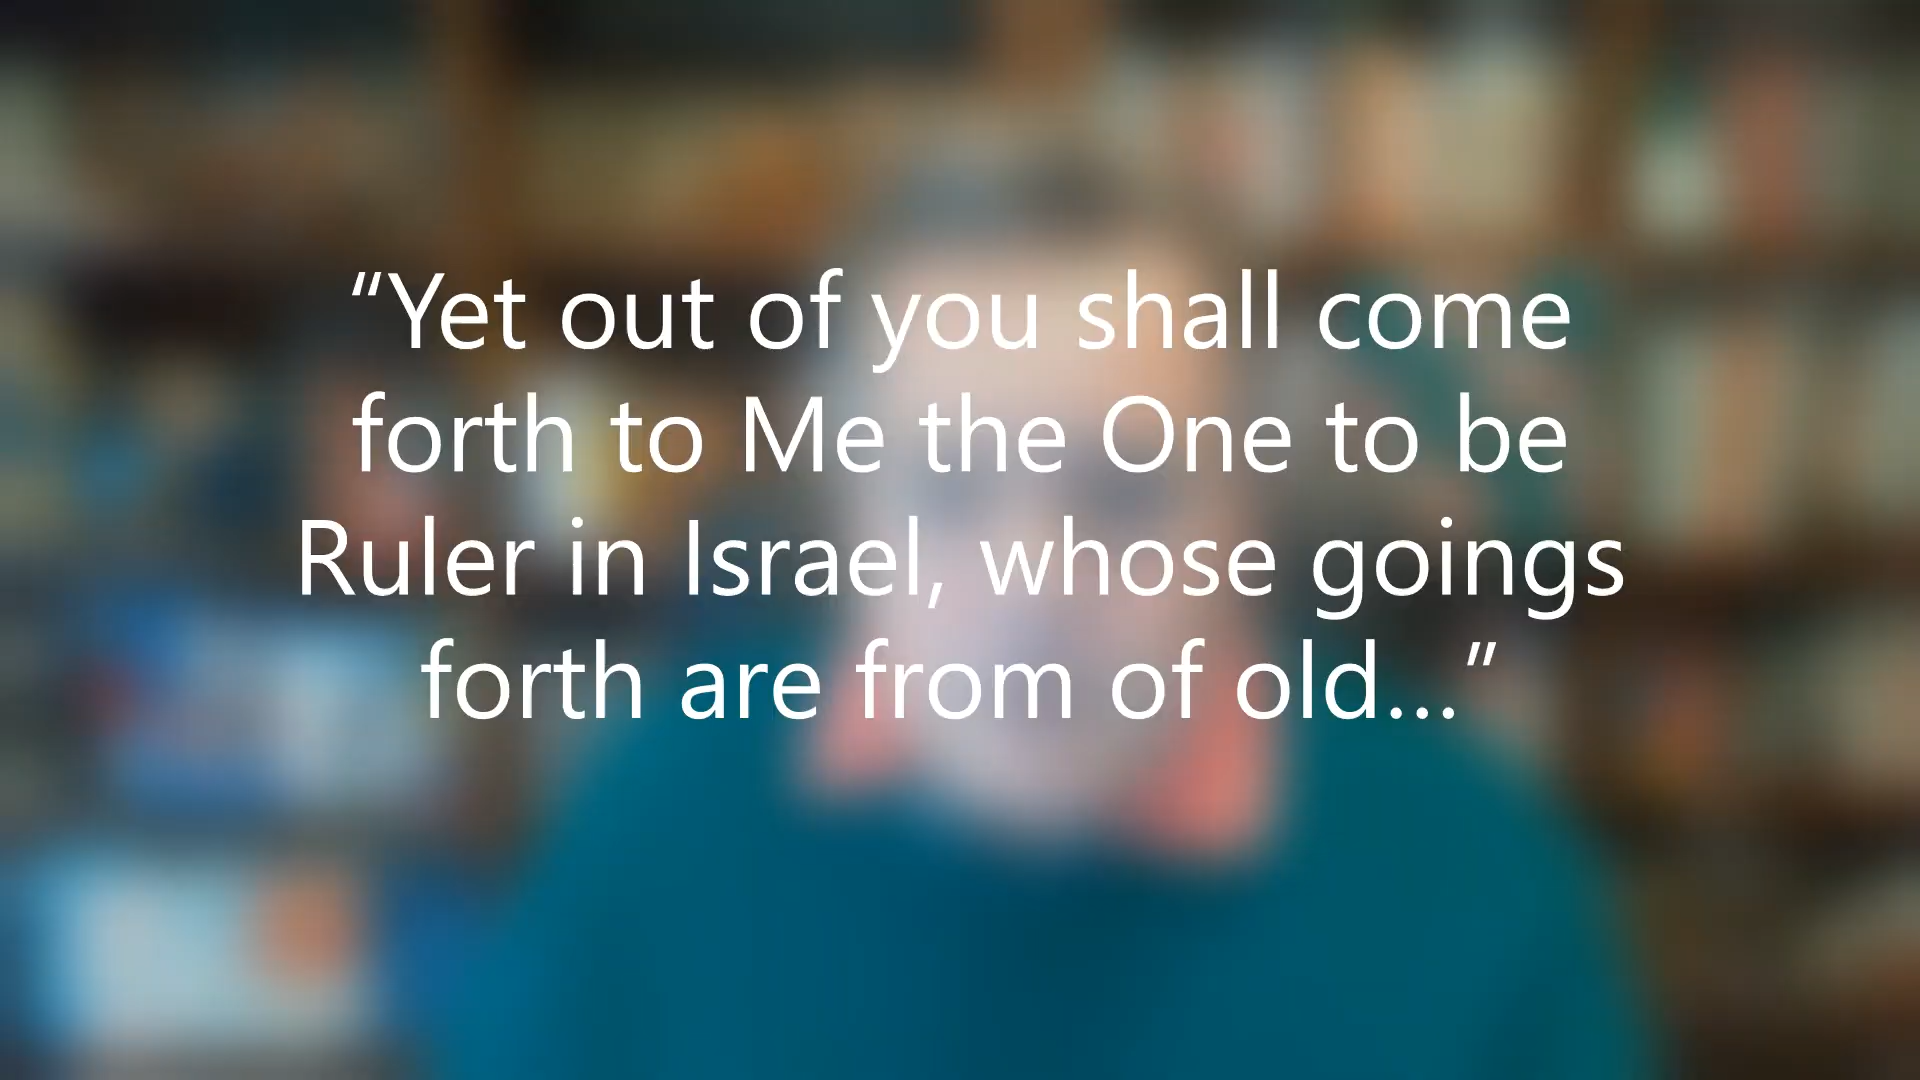 “Yet out of you shall come
forth to Me the One to be
Ruler in Israel, whose goings
forth are from of old...”